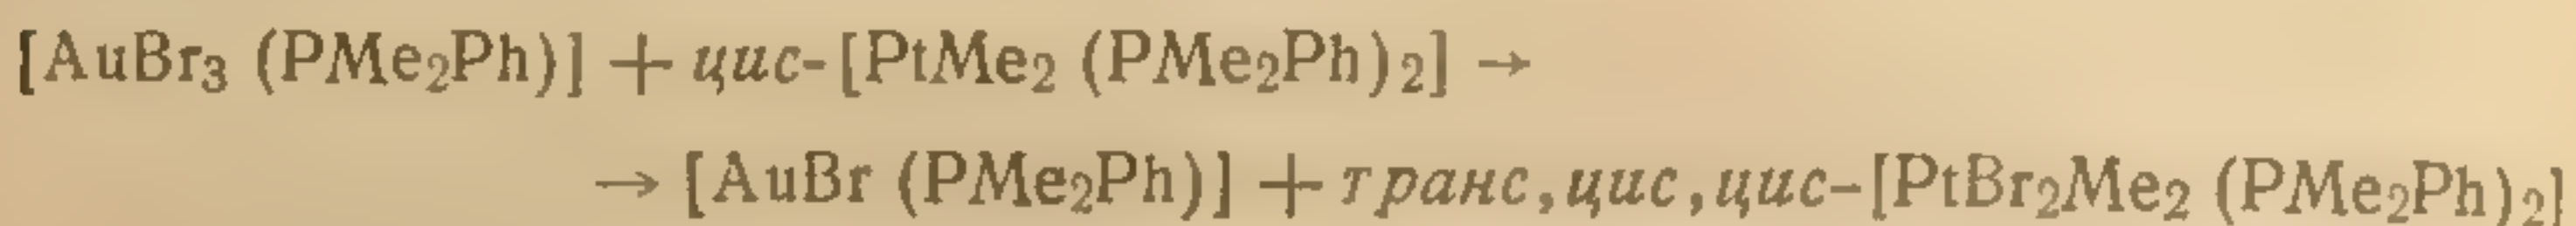 [AuBr₃ (PMe₂Ph)] + цис-[PtMe₂ (PMe₂Ph)₂] →
→ [AuBr (PMe₂Ph)] + транс,цис,цис-[PtBr₂Me₂ (PMe₂Ph)₂]